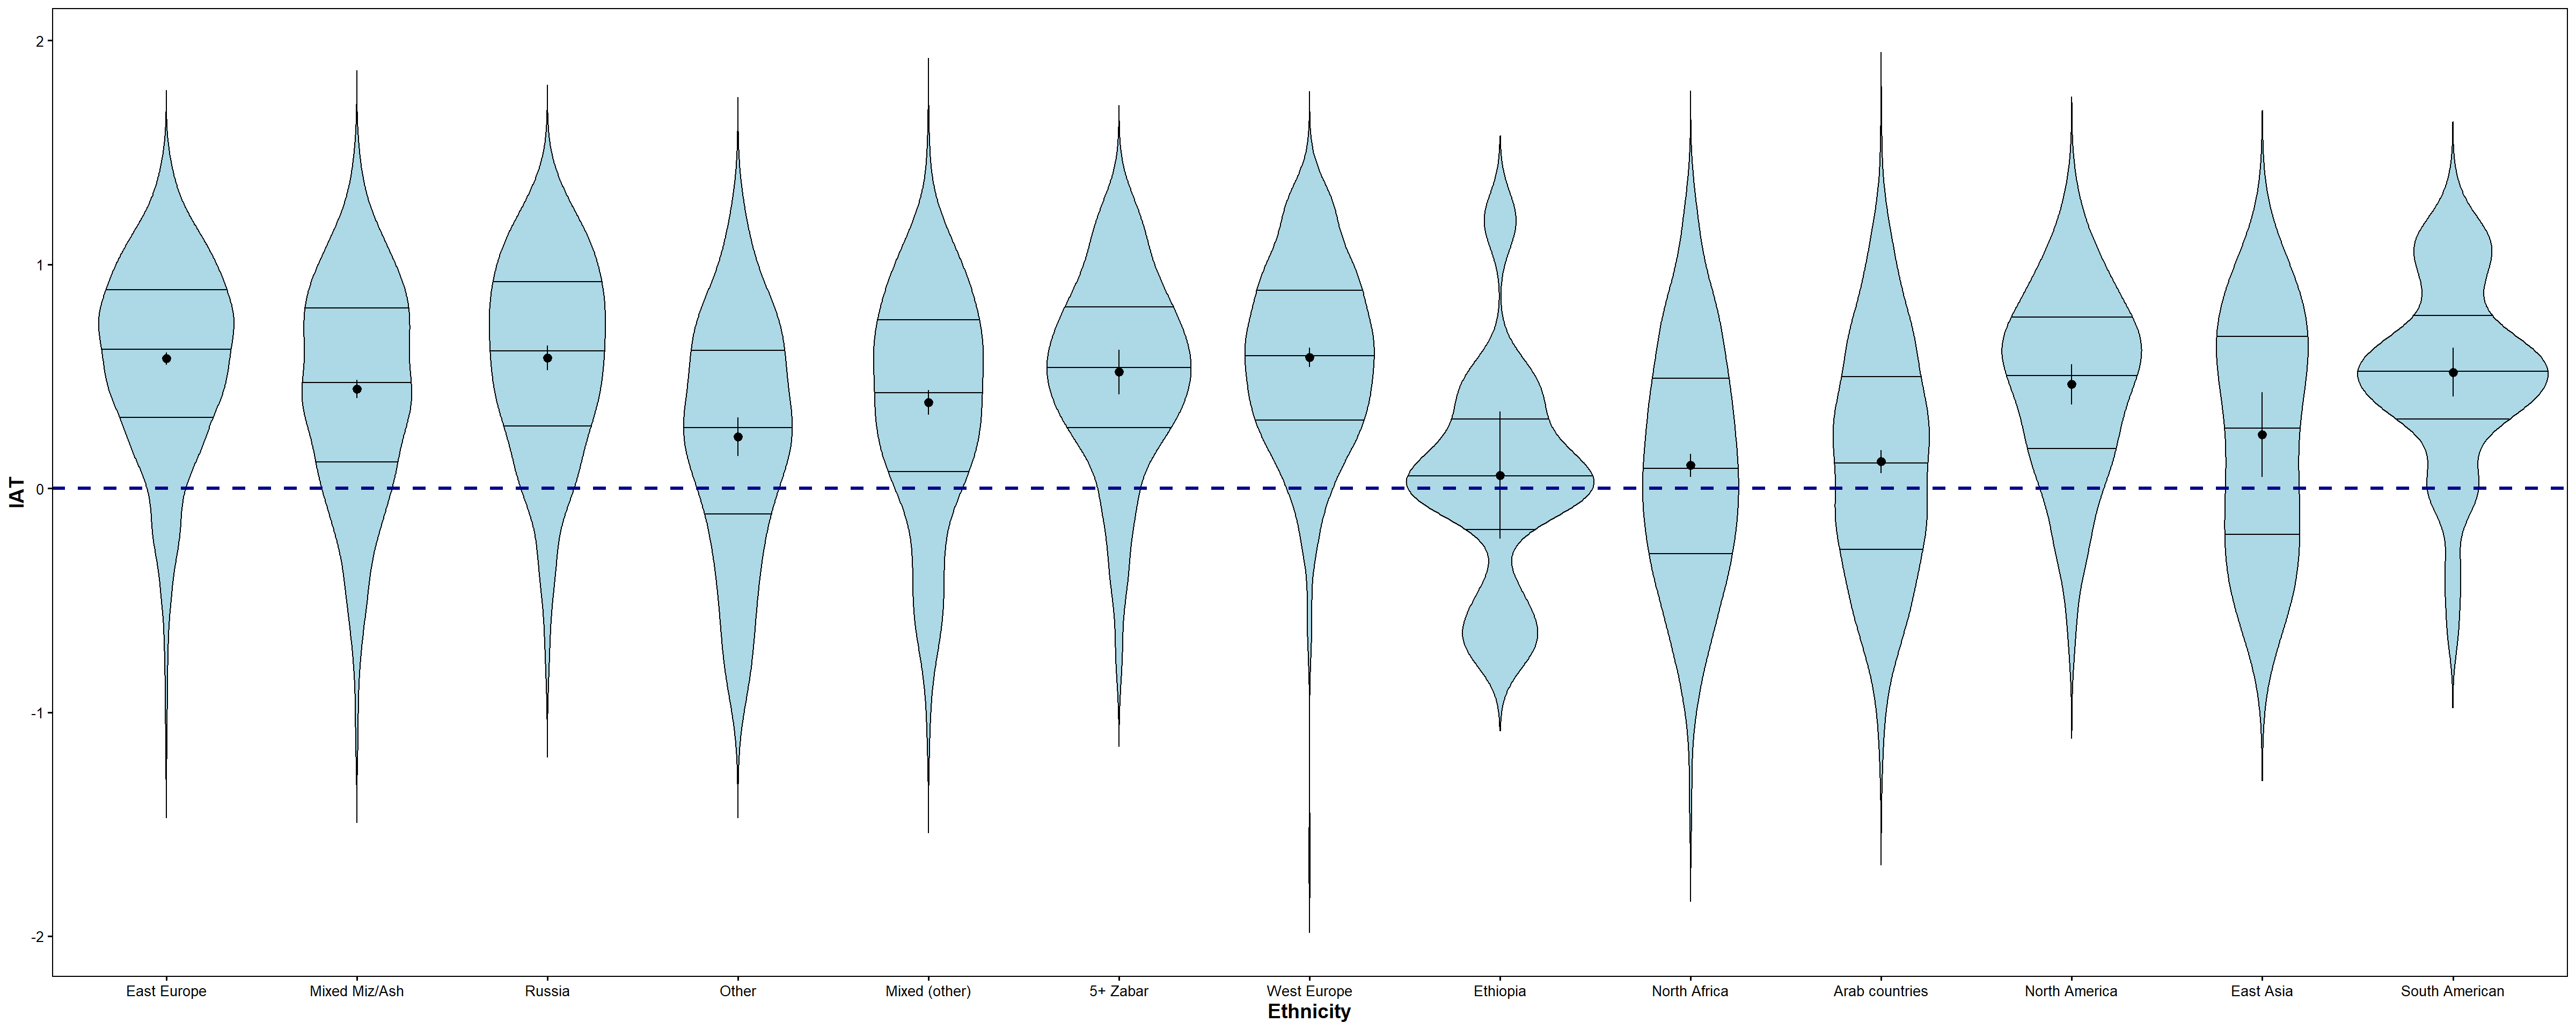 IAT
2
1
0
-1
-2
East Europe
Mixed Miz/Ash
Russia
Other
Mixed (other)
5+ Zabar
West Europe
Ethiopia
North Africa
Arab countries
North America
East Asia
South American
Ethnicity